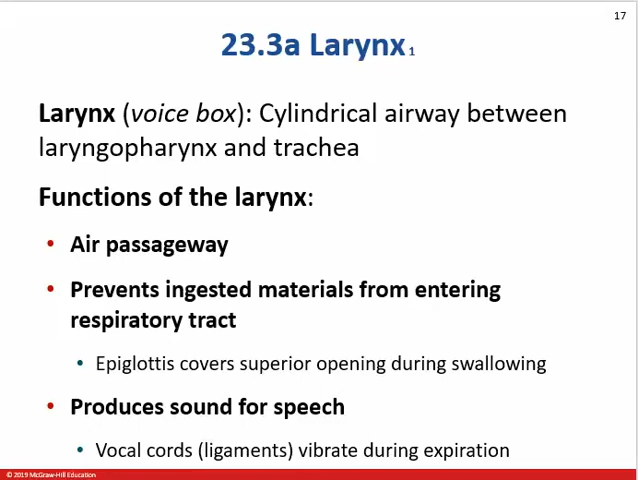 17
23.3a Larynx 1
Larynx (voice box): Cylindrical airway between
laryngopharynx and trachea
Functions of the larynx:
• Air passageway
• Prevents ingested materials from entering
respiratory tract
• Epiglottis covers superior opening during swallowing
• Produces sound for speech
• Vocal cords (ligaments) vibrate during expiration
© 2019 McGraw-Hill Education